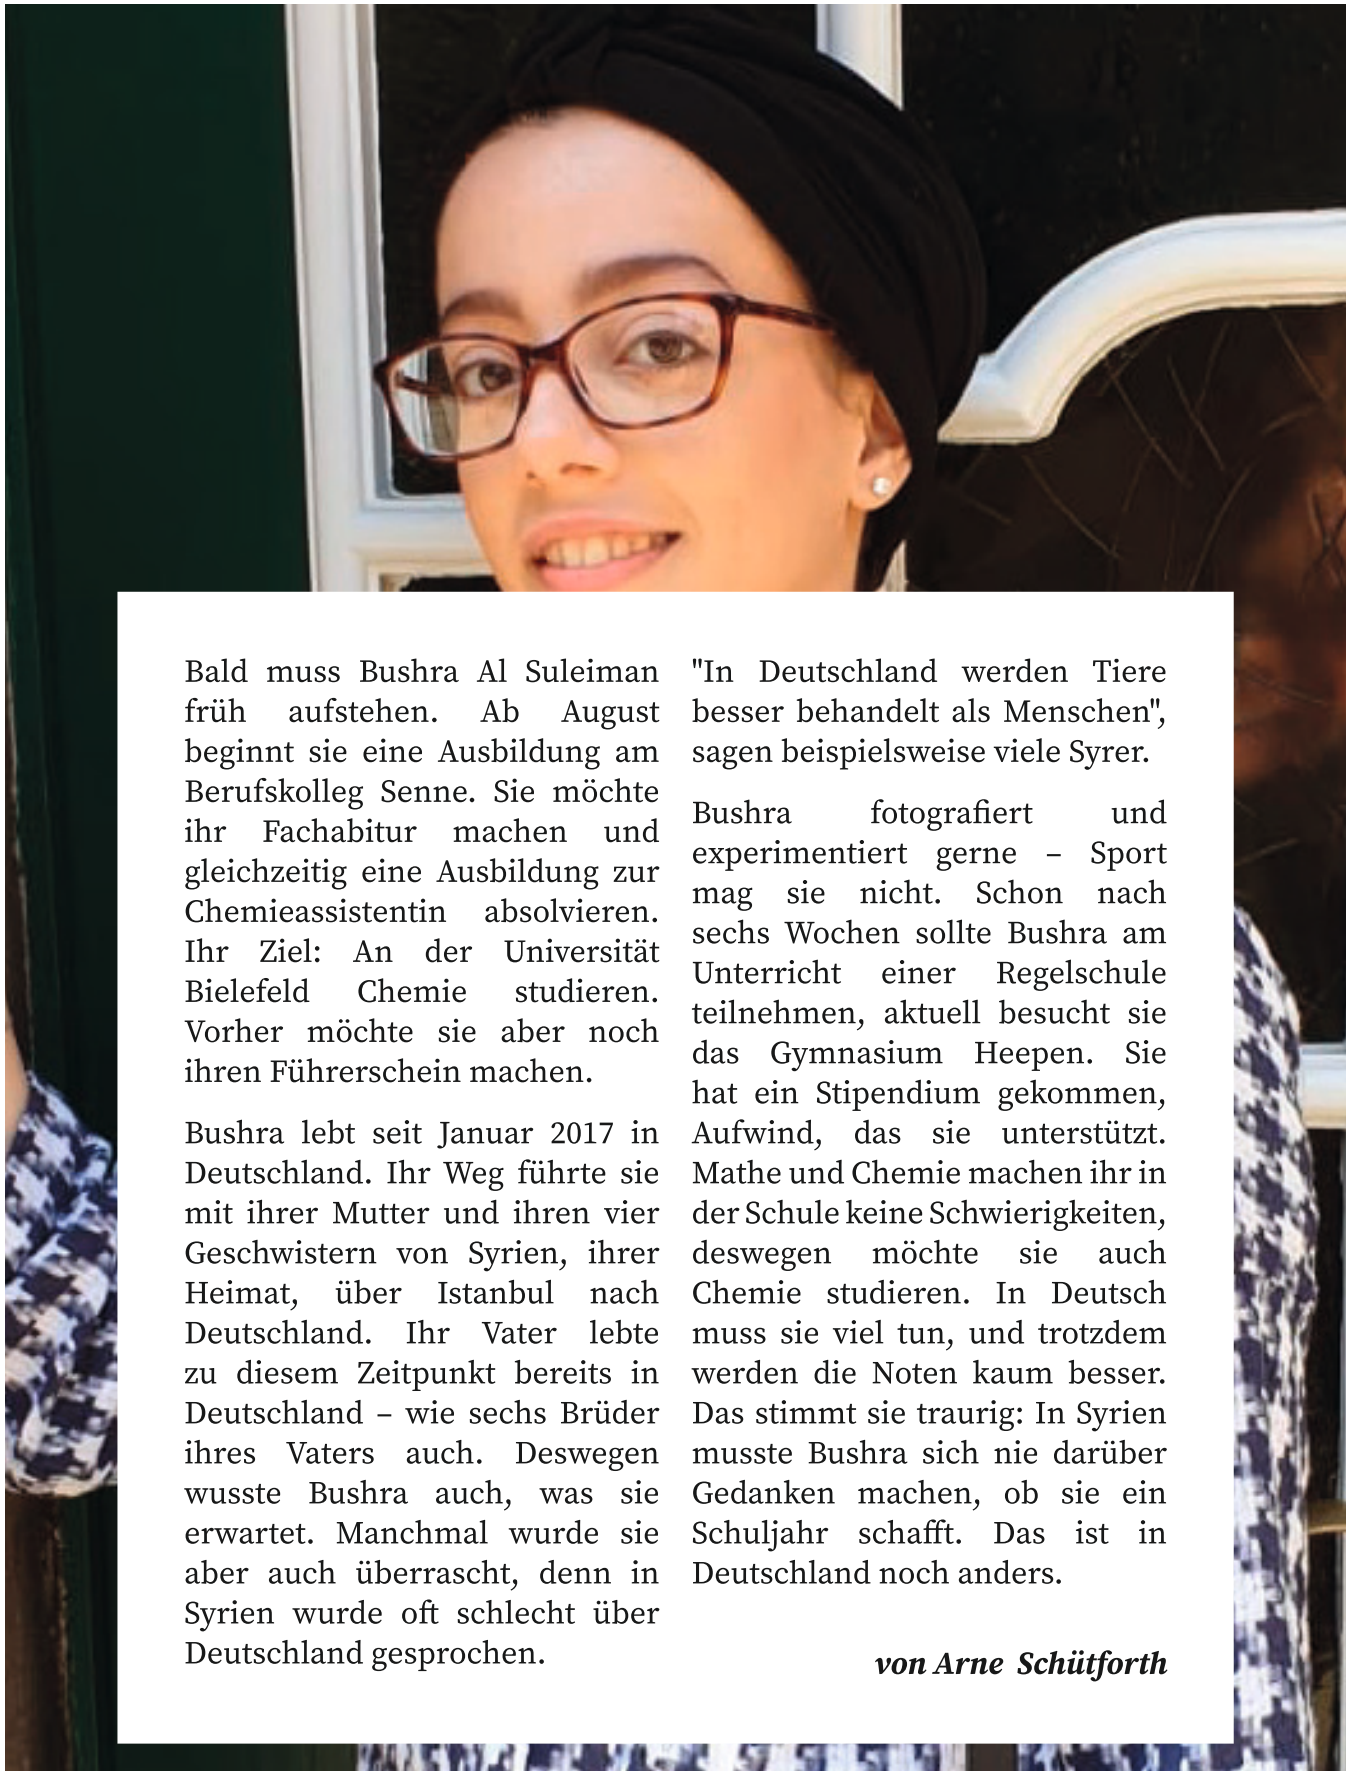 Bald muss Bushra Al Suleiman
früh aufstehen. Ab August
beginnt sie eine Ausbildung am
Berufskolleg Senne. Sie möchte
ihr Fachabitur machen und
gleichzeitig eine Ausbildung zur
Chemieassistentin absolvieren.
Ihr Ziel: An der Universität
Bielefeld Chemie studieren.
Vorher möchte sie aber noch
ihren Führerschein machen.
Bushra lebt seit Januar 2017 in
Deutschland. Ihr Weg führte sie
mit ihrer Mutter und ihren vier
Geschwistern von Syrien, ihrer
Heimat, über Istanbul nach
Deutschland. Ihr Vater lebte
zu diesem Zeitpunkt bereits in
Deutschland – wie sechs Brüder
ihres Vaters auch. Deswegen
wusste Bushra auch, was sie
erwartet. Manchmal wurde sie
aber auch überrascht, denn in
Syrien wurde oft schlecht über
Deutschland gesprochen.
"In Deutschland werden Tiere
besser behandelt als Menschen",
sagen beispielsweise viele Syrer.
Bushra fotografiert und
experimentiert gerne – Sport
mag sie nicht. Schon nach
sechs Wochen sollte Bushra am
Unterricht einer Regelschule
teilnehmen, aktuell besucht sie
das Gymnasium Heepen. Sie
hat ein Stipendium gekommen,
Aufwind, das sie unterstützt.
Mathe und Chemie machen ihr in
der Schule keine Schwierigkeiten,
deswegen möchte sie auch
Chemie studieren. In Deutsch
muss sie viel tun, und trotzdem
werden die Noten kaum besser.
Das stimmt sie traurig: In Syrien
musste Bushra sich nie darüber
Gedanken machen, ob sie ein
Schuljahr schafft. Das ist in
Deutschland noch anders.
von Arne Schütforth